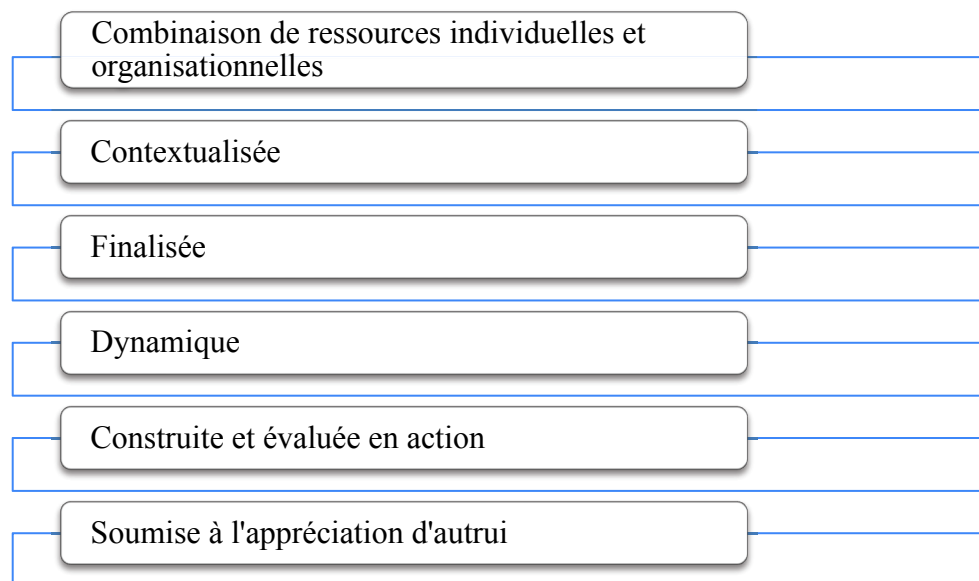 Combinaison de ressources individuelles et
organisationnelles
Contextualisée
Finalisée
Dynamique
Construite et évaluée en action
Soumise à l'appréciation d'autrui